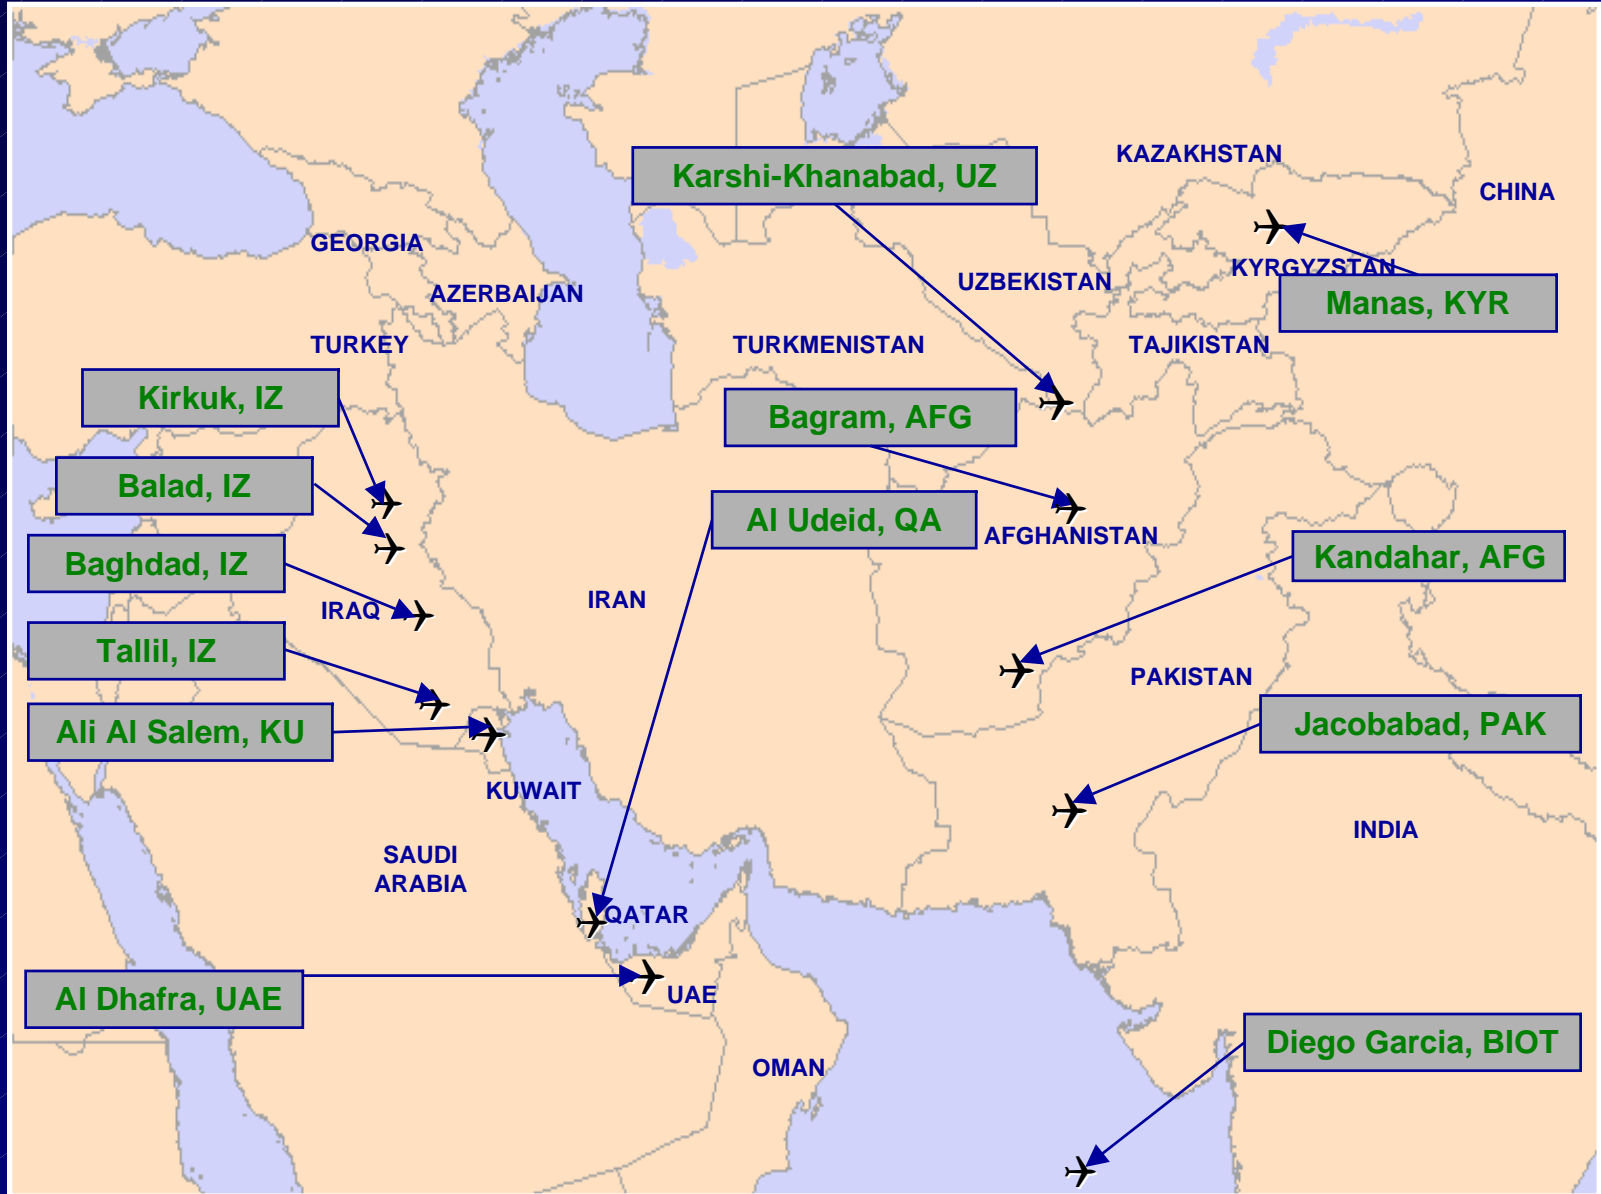 KAZAKHSTAN
Karshi-Khanabad, UZ
CHINA
GEORGIA
KYRGYZSTAN
UZBEKISTAN
AZERBAIJAN
Manas, KYR
TURKEY
TURKMENISTAN
TAJIKISTAN
Kirkuk, IZ
Bagram, AFG
Balad, IZ
Al Udeid, QA
AFGHANISTAN
Kandahar, AFG
Baghdad, IZ
IRAN
IRAQ
Tallil, IZ
PAKISTAN
Jacobabad, PAK
Ali Al Salem, KU
KUWAIT
INDIA
SAUDI
ARABIA
QATAR
Al Dhafra, UAE
UAE
Diego Garcia, BIOT
OMAN